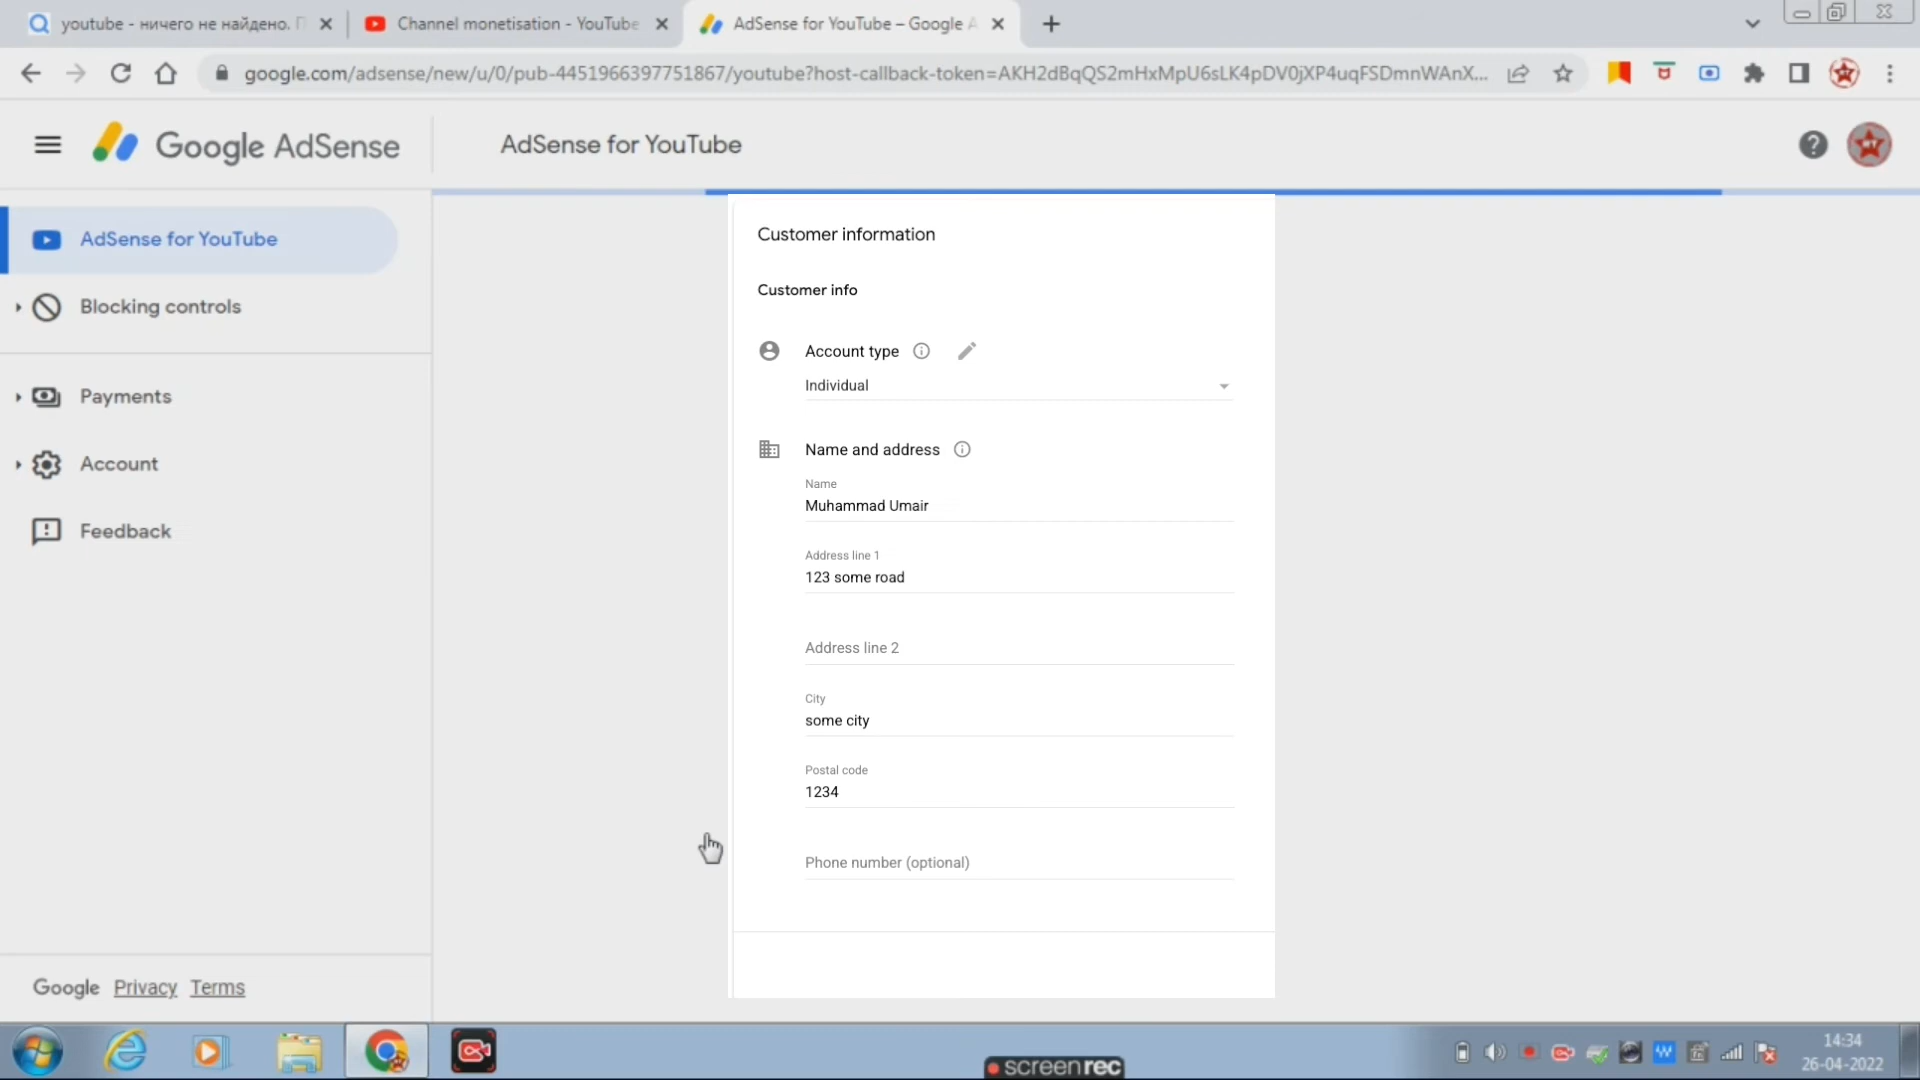 youtube - ничего не найдено. П
Channel monetisation - YouTube
AdSense for YouTube – Google A
google.com/adsense/new/u/0/pub-4451966397751867/youtube?host-callback-token=AKH2dBqQS2mHxMpU6sLK4pDV0jXP4uqFSDmnWAnX...
Google AdSense
AdSense for YouTube
AdSense for YouTube
Blocking controls
Payments
Account
Feedback
Customer information
Customer info
Account type
Individual
Name and address
Name
Muhammad Umair
Address line 1
123 some road
Address line 2
City
some city
Postal code
1234
Phone number (optional)
Google Privacy Terms
screenrec
14:34
26-04-2022